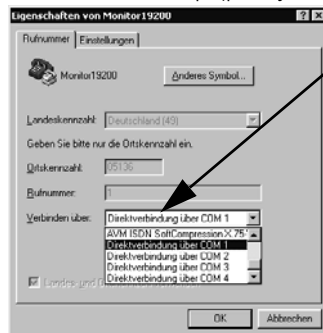 Eigenschaften von Monitor19200
Rufnummer Einstellungen
Monitor19200 Anderes Symbol...
Landeskennzahl: Deutschland (49)
Geben Sie bitte nur die Ortskennzahl ein.
Ortskennzahl: 05136
Rufnummer: 1
Verbinden über: Direktverbindung über COM 1
AVM ISDN SoftCompression X.75
Direktverbindung über COM 1
Direktverbindung über COM 2
Direktverbindung über COM 3
Direktverbindung über COM 4
Landes- und
OK Abbrechen